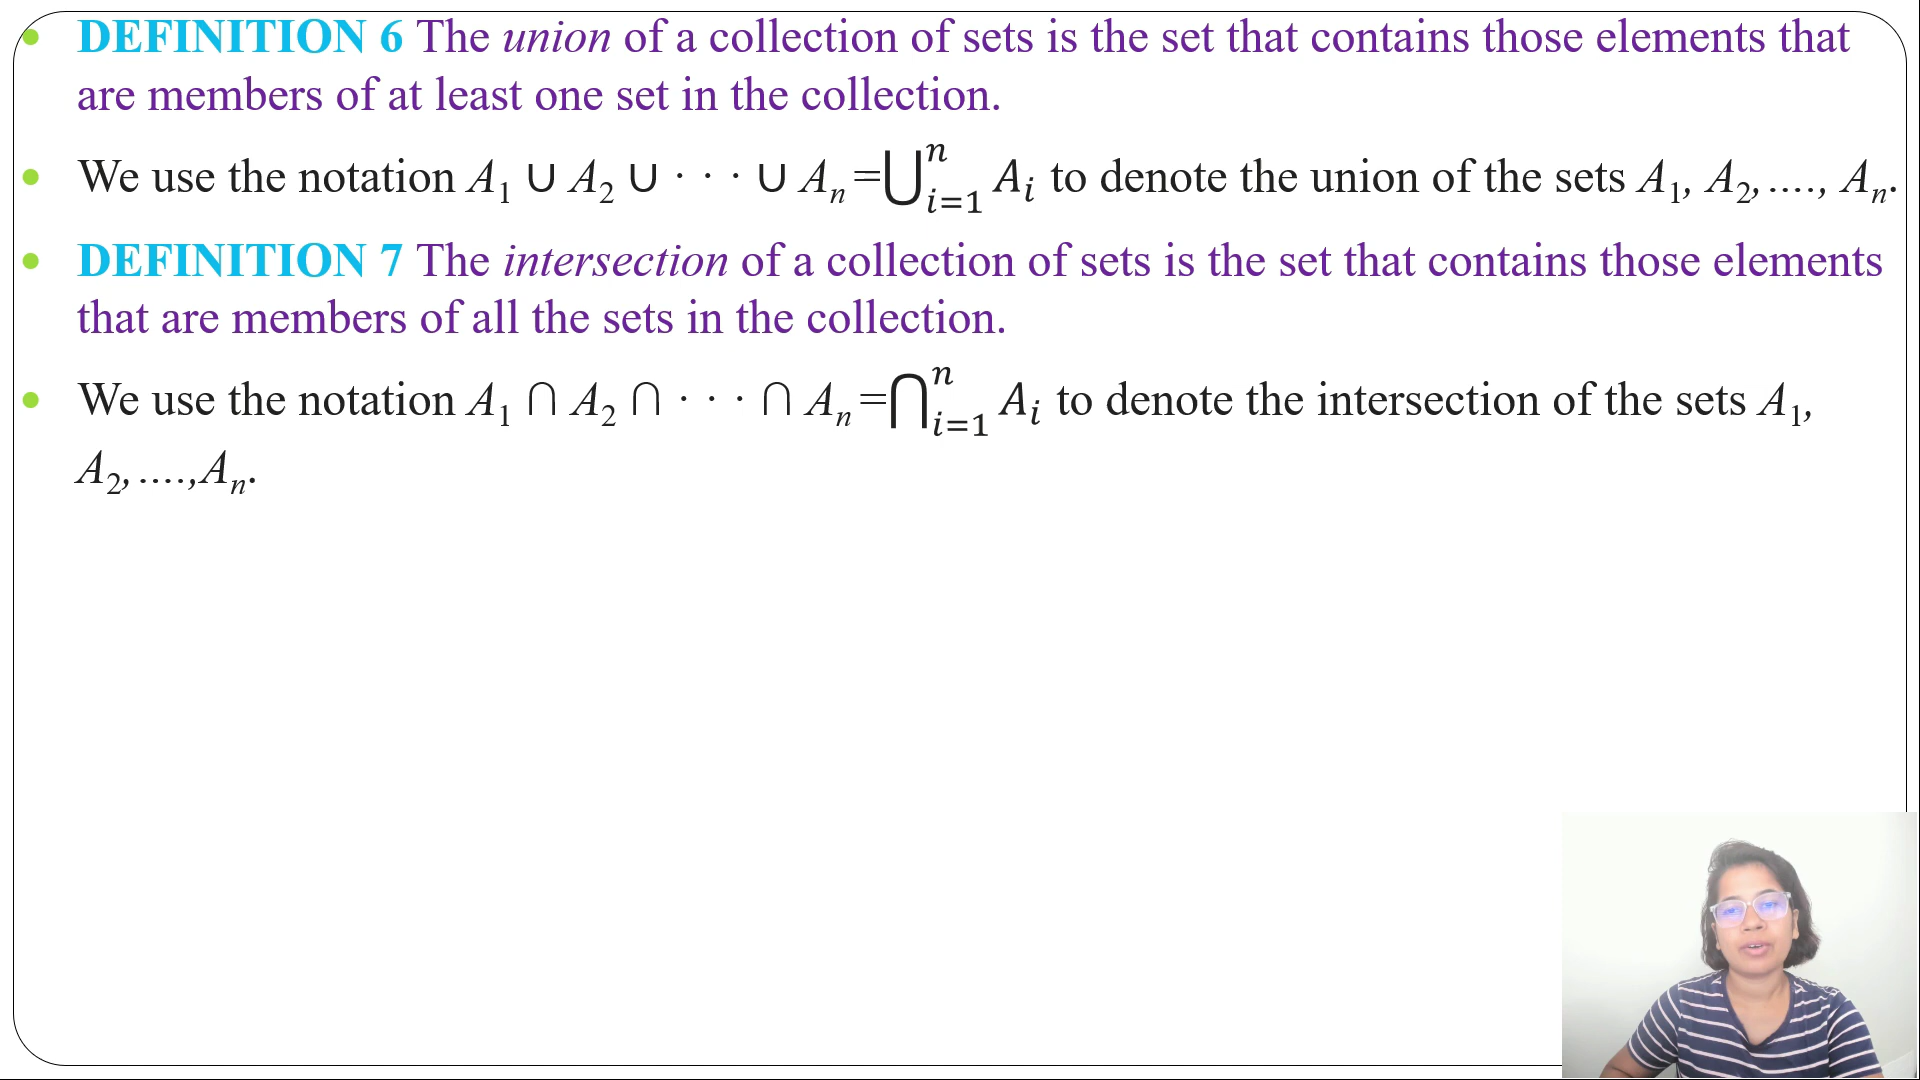 • DEFINITION 6 The union of a collection of sets is the set that contains those elements that
are members of at least one set in the collection.
• We use the notation A₁ ∪ A₂ ∪ · · · ∪ Aₙ =⋃ⁿᵢ₌₁ Aᵢ to denote the union of the sets A₁, A₂,...., Aₙ.
• DEFINITION 7 The intersection of a collection of sets is the set that contains those elements
that are members of all the sets in the collection.
• We use the notation A₁ ∩ A₂ ∩ · · · ∩ Aₙ =⋂ⁿᵢ₌₁ Aᵢ to denote the intersection of the sets A₁,
A₂,....,Aₙ.